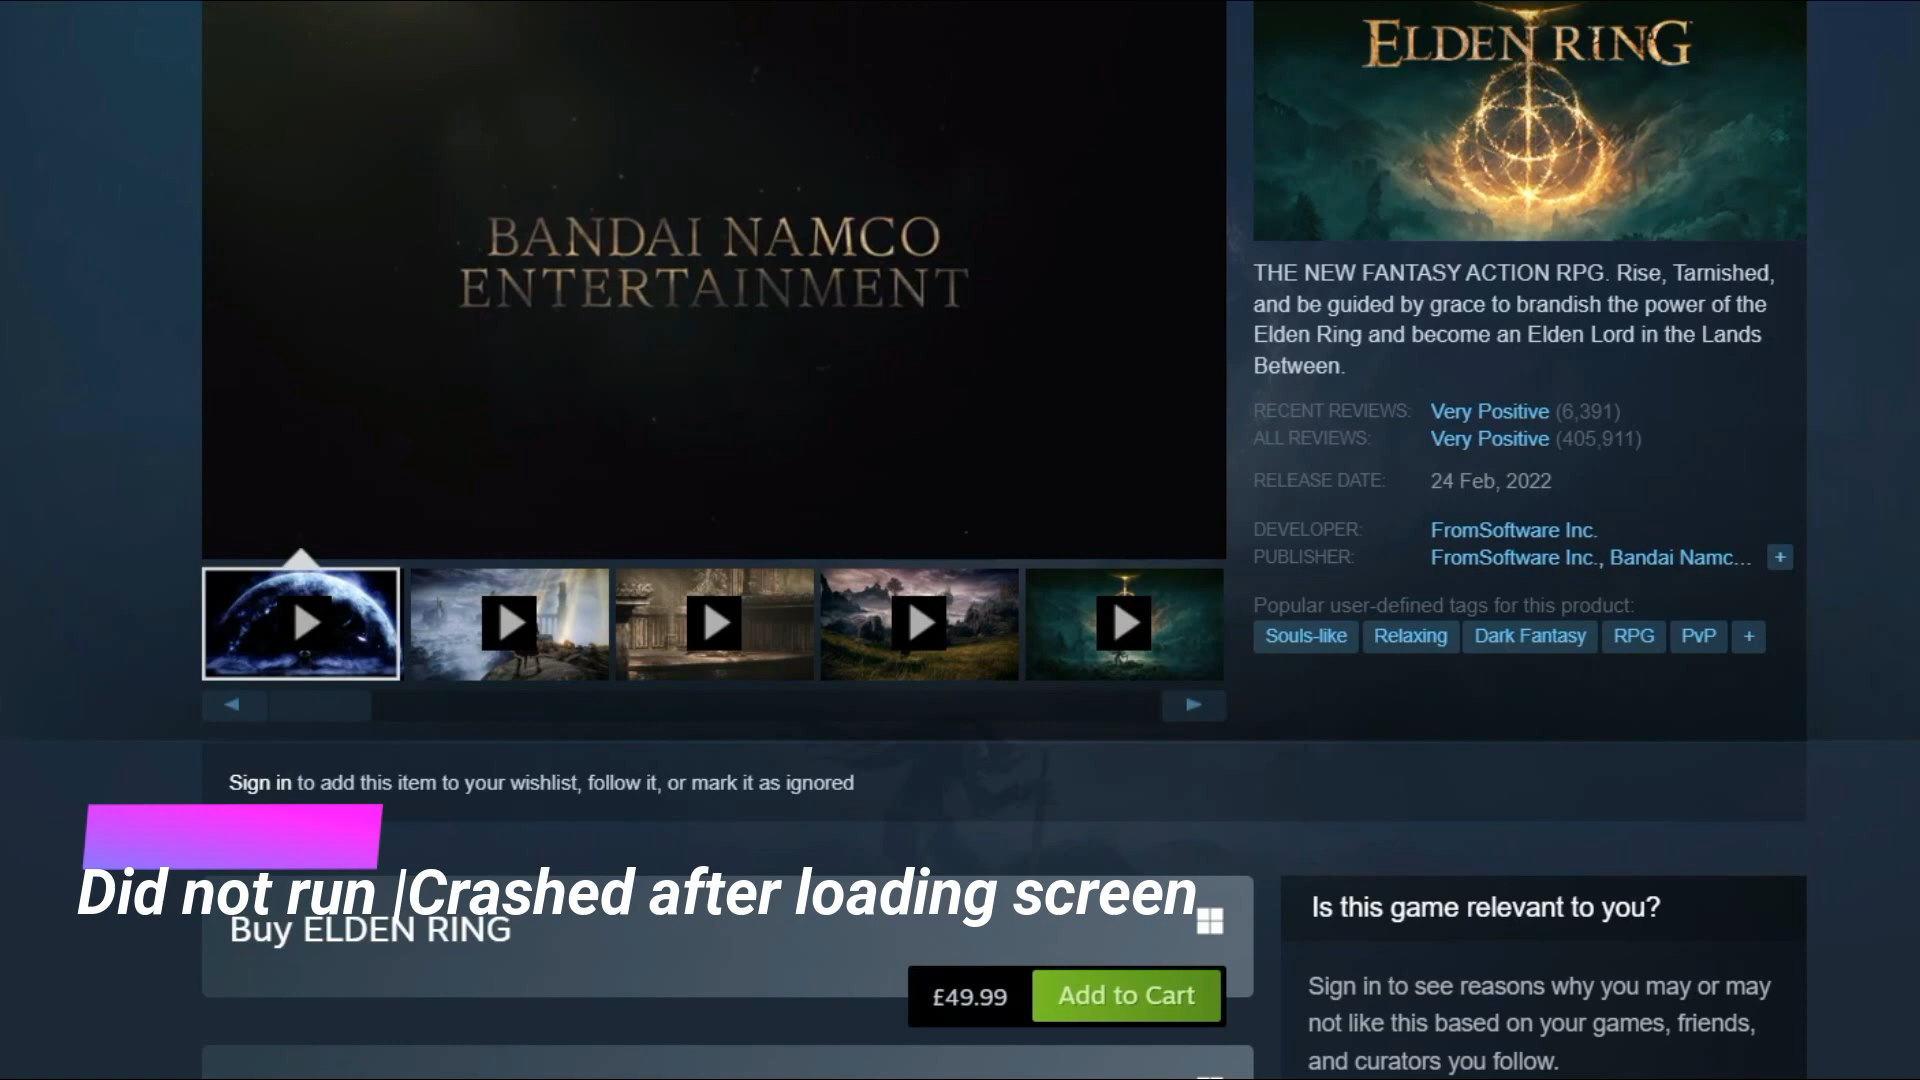 BANDAI NAMCO
ENTERTAINMENT
ELDEN RING
THE NEW FANTASY ACTION RPG. Rise, Tarnished,
and be guided by grace to brandish the power of the
Elden Ring and become an Elden Lord in the Lands
Between.
RECENT REVIEWS: Very Positive (6,391)
ALL REVIEWS: Very Positive (405,911)
RELEASE DATE: 24 Feb, 2022
DEVELOPER: FromSoftware Inc.
PUBLISHER: FromSoftware Inc., Bandai Namc... +
Popular user-defined tags for this product:
Souls-like Relaxing Dark Fantasy RPG PvP +
Sign in to add this item to your wishlist, follow it, or mark it as ignored
Did not run |Crashed after loading screen
Buy ELDEN RING
£49.99 Add to Cart
Is this game relevant to you?
Sign in to see reasons why you may or may
not like this based on your games, friends,
and curators you follow.